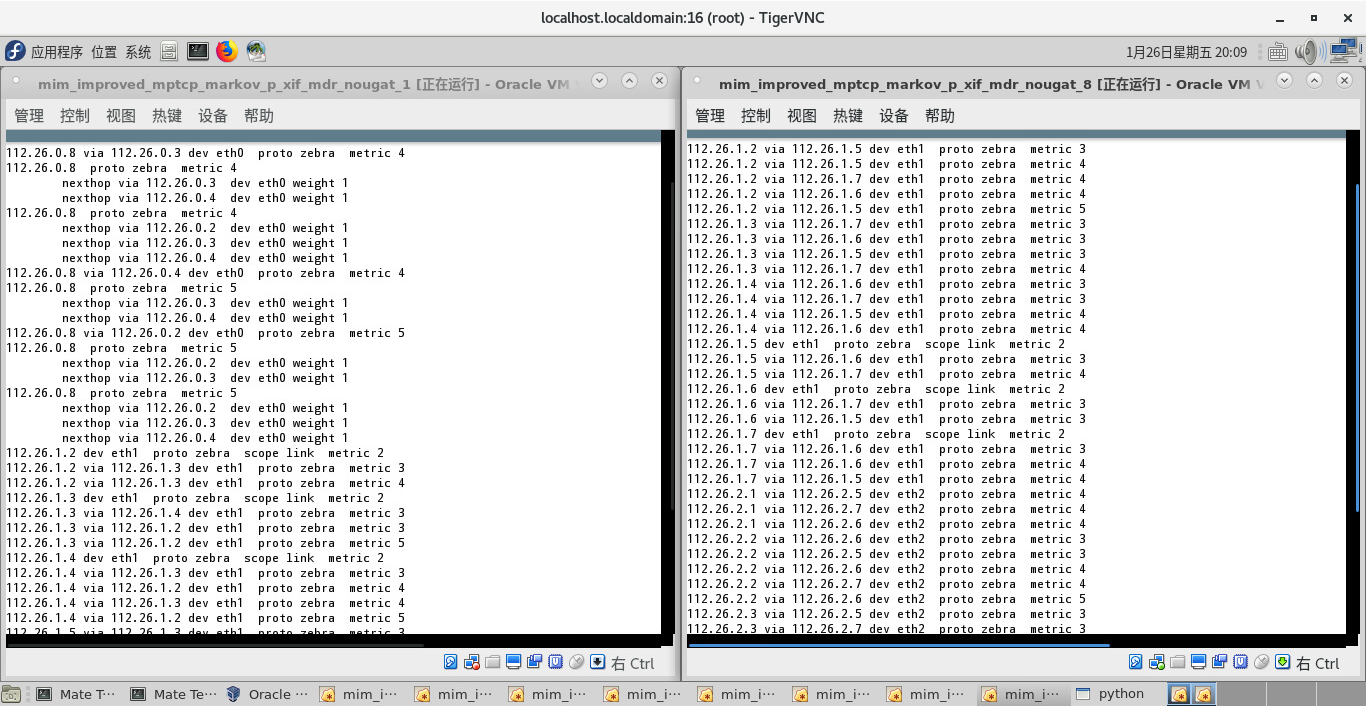 localhost.localdomain:16 (root) - TigerVNC
应用程序 位置 系统
1月26日星期五 20:09
mim_improved_mptcp_markov_p_xif_mdr_nougat_1 [正在运行] - Oracle VM
管理 控制 视图 热键 设备 帮助
112.26.0.8 via 112.26.0.3 dev eth0  proto zebra  metric 4
112.26.0.8  proto zebra  metric 4
nexthop via 112.26.0.3  dev eth0 weight 1
nexthop via 112.26.0.4  dev eth0 weight 1
112.26.0.8  proto zebra  metric 4
nexthop via 112.26.0.2  dev eth0 weight 1
nexthop via 112.26.0.3  dev eth0 weight 1
nexthop via 112.26.0.4  dev eth0 weight 1
112.26.0.8 via 112.26.0.4 dev eth0  proto zebra  metric 4
112.26.0.8  proto zebra  metric 5
nexthop via 112.26.0.3  dev eth0 weight 1
nexthop via 112.26.0.4  dev eth0 weight 1
112.26.0.8 via 112.26.0.2 dev eth0  proto zebra  metric 5
112.26.0.8  proto zebra  metric 5
nexthop via 112.26.0.2  dev eth0 weight 1
nexthop via 112.26.0.3  dev eth0 weight 1
112.26.0.8  proto zebra  metric 5
nexthop via 112.26.0.2  dev eth0 weight 1
nexthop via 112.26.0.3  dev eth0 weight 1
nexthop via 112.26.0.4  dev eth0 weight 1
112.26.1.2 dev eth1  proto zebra  scope link  metric 2
112.26.1.2 via 112.26.1.3 dev eth1  proto zebra  metric 3
112.26.1.2 via 112.26.1.3 dev eth1  proto zebra  metric 4
112.26.1.3 dev eth1  proto zebra  scope link  metric 2
112.26.1.3 via 112.26.1.4 dev eth1  proto zebra  metric 3
112.26.1.3 via 112.26.1.2 dev eth1  proto zebra  metric 3
112.26.1.3 via 112.26.1.2 dev eth1  proto zebra  metric 5
112.26.1.4 dev eth1  proto zebra  scope link  metric 2
112.26.1.4 via 112.26.1.3 dev eth1  proto zebra  metric 3
112.26.1.4 via 112.26.1.2 dev eth1  proto zebra  metric 4
112.26.1.4 via 112.26.1.3 dev eth1  proto zebra  metric 4
112.26.1.4 via 112.26.1.2 dev eth1  proto zebra  metric 5
112.26.1.5 via 112.26.1.3 dev eth1  proto zebra  metric 3
右 Ctrl
mim_improved_mptcp_markov_p_xif_mdr_nougat_8 [正在运行] - Oracle VM V
管理 控制 视图 热键 设备 帮助
112.26.1.2 via 112.26.1.5 dev eth1  proto zebra  metric 3
112.26.1.2 via 112.26.1.5 dev eth1  proto zebra  metric 4
112.26.1.2 via 112.26.1.7 dev eth1  proto zebra  metric 4
112.26.1.2 via 112.26.1.6 dev eth1  proto zebra  metric 4
112.26.1.2 via 112.26.1.5 dev eth1  proto zebra  metric 5
112.26.1.3 via 112.26.1.7 dev eth1  proto zebra  metric 3
112.26.1.3 via 112.26.1.6 dev eth1  proto zebra  metric 3
112.26.1.3 via 112.26.1.5 dev eth1  proto zebra  metric 3
112.26.1.3 via 112.26.1.7 dev eth1  proto zebra  metric 4
112.26.1.4 via 112.26.1.6 dev eth1  proto zebra  metric 3
112.26.1.4 via 112.26.1.7 dev eth1  proto zebra  metric 3
112.26.1.4 via 112.26.1.5 dev eth1  proto zebra  metric 4
112.26.1.4 via 112.26.1.6 dev eth1  proto zebra  metric 4
112.26.1.5 dev eth1  proto zebra  scope link  metric 2
112.26.1.5 via 112.26.1.6 dev eth1  proto zebra  metric 3
112.26.1.5 via 112.26.1.7 dev eth1  proto zebra  metric 4
112.26.1.6 dev eth1  proto zebra  scope link  metric 2
112.26.1.6 via 112.26.1.7 dev eth1  proto zebra  metric 3
112.26.1.6 via 112.26.1.5 dev eth1  proto zebra  metric 3
112.26.1.7 dev eth1  proto zebra  scope link  metric 2
112.26.1.7 via 112.26.1.6 dev eth1  proto zebra  metric 3
112.26.1.7 via 112.26.1.6 dev eth1  proto zebra  metric 4
112.26.1.7 via 112.26.1.5 dev eth1  proto zebra  metric 4
112.26.2.1 via 112.26.2.5 dev eth2  proto zebra  metric 4
112.26.2.1 via 112.26.2.7 dev eth2  proto zebra  metric 4
112.26.2.1 via 112.26.2.6 dev eth2  proto zebra  metric 4
112.26.2.2 via 112.26.2.6 dev eth2  proto zebra  metric 3
112.26.2.2 via 112.26.2.5 dev eth2  proto zebra  metric 3
112.26.2.2 via 112.26.2.6 dev eth2  proto zebra  metric 4
112.26.2.2 via 112.26.2.7 dev eth2  proto zebra  metric 4
112.26.2.2 via 112.26.2.6 dev eth2  proto zebra  metric 5
112.26.2.3 via 112.26.2.5 dev eth2  proto zebra  metric 3
112.26.2.3 via 112.26.2.7 dev eth2  proto zebra  metric 3
右 Ctrl
Mate T… Mate Te… Oracle … mim_i… mim_i… mim_i… mim_i… mim_i… mim_i… mim_i… mim_i… python